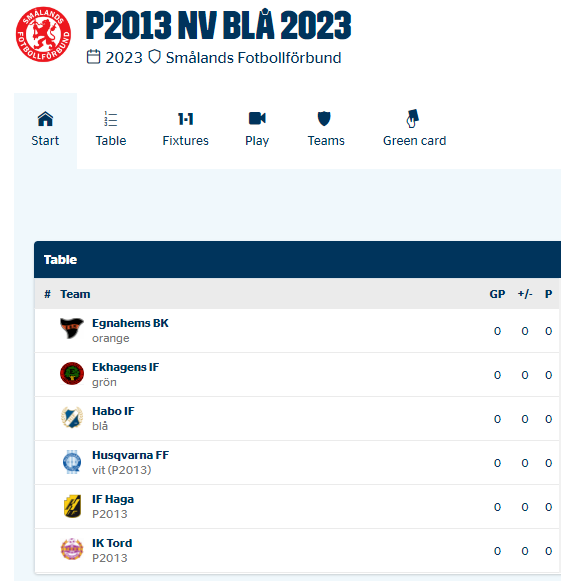 SMÅLANDS FOTBOLLFÖRBUND
P2013 NV BLÅ 2023
2023 Smålands Fotbollförbund
Start Table Fixtures Play Teams Green card
Table
# Team GP +/- P
Egnahems BK 0 0 0
orange
Ekhagens IF 0 0 0
grön
Habo IF 0 0 0
blå
Husqvarna FF 0 0 0
vit (P2013)
IF Haga 0 0 0
P2013
IK Tord 0 0 0
P2013